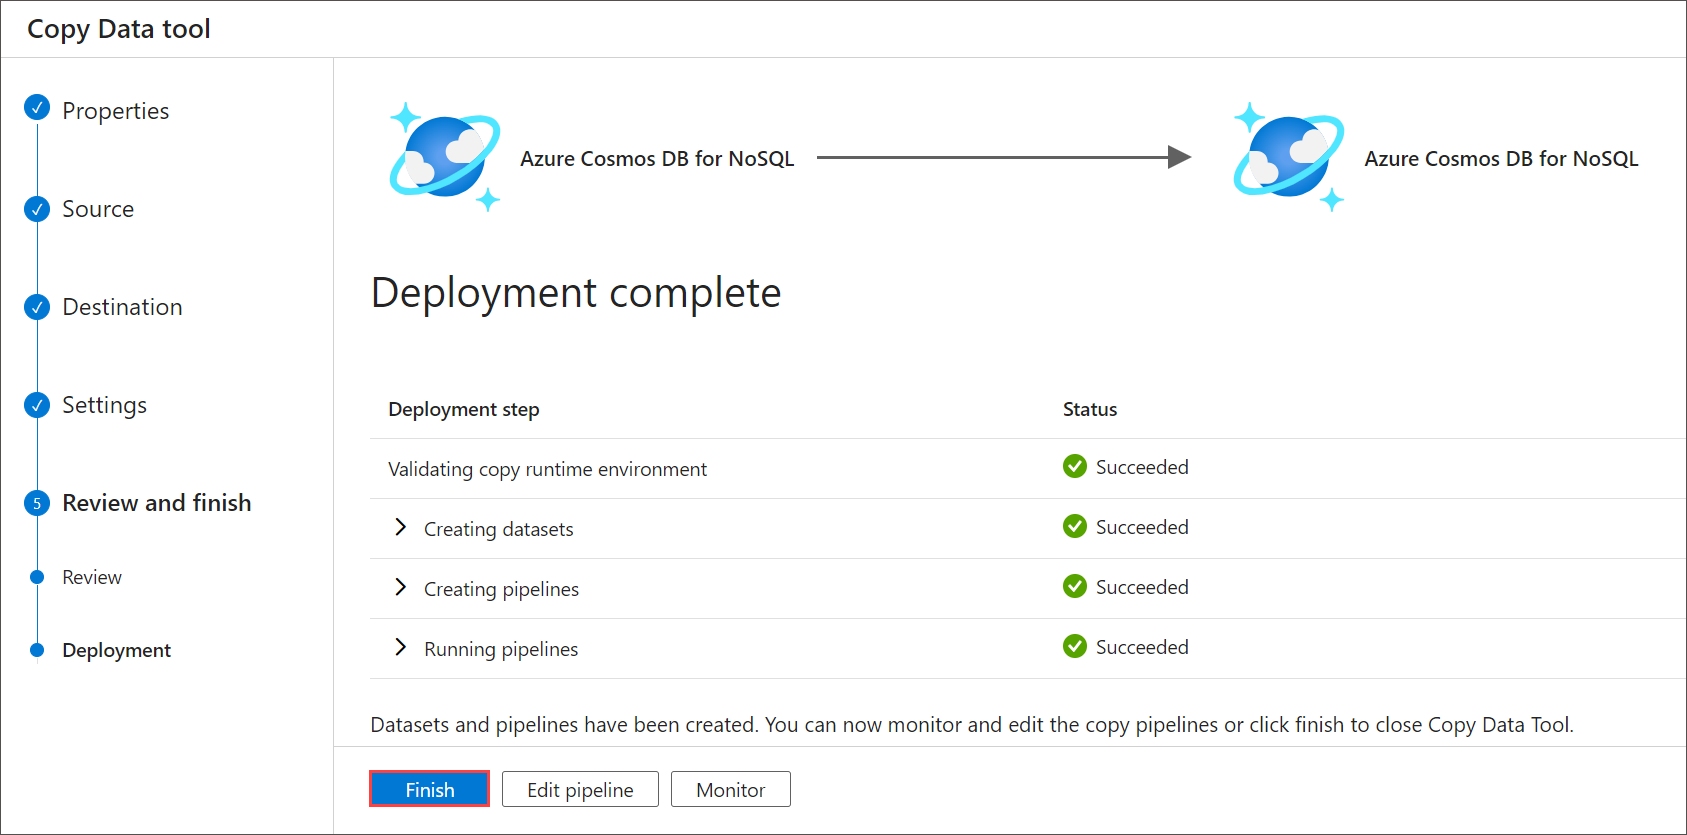 Copy Data tool
Properties
Source
Destination
Settings
5 Review and finish
Review
Deployment
Azure Cosmos DB for NoSQL
Azure Cosmos DB for NoSQL
Deployment complete
Deployment step Status
Validating copy runtime environment Succeeded
Creating datasets Succeeded
Creating pipelines Succeeded
Running pipelines Succeeded
Datasets and pipelines have been created. You can now monitor and edit the copy pipelines or click finish to close Copy Data Tool.
Finish Edit pipeline Monitor